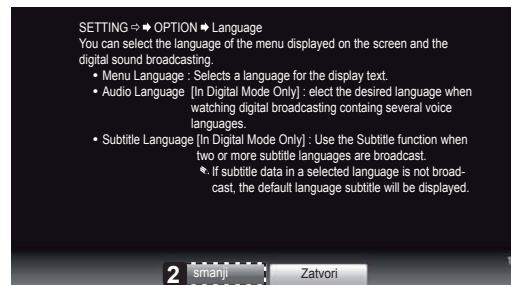 SETTING ⇨ ➡ OPTION ➡ Language
You can select the language of the menu displayed on the screen and the
digital sound broadcasting.
• Menu Language : Selects a language for the display text.
• Audio Language [In Digital Mode Only] : elect the desired language when
watching digital broadcasting containg several voice
languages.
• Subtitle Language [In Digital Mode Only] : Use the Subtitle function when
two or more subtitle languages are broadcast.
✎ If subtitle data in a selected language is not broad-
cast, the default language subtitle will be displayed.
2 smanji Zatvori